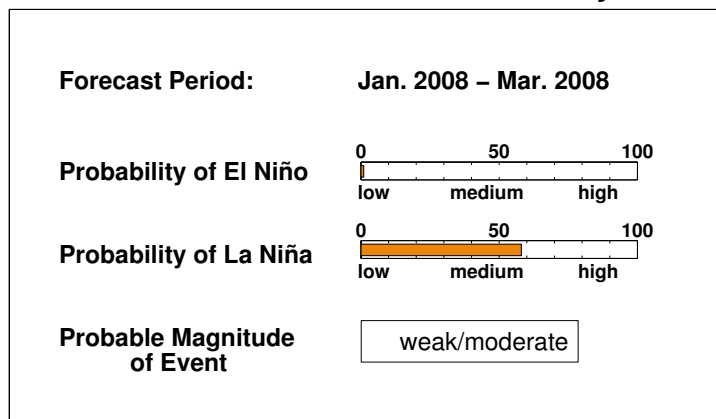 Forecast Period: Jan. 2008 – Mar. 2008
0 50 100
Probability of El Niño
low medium high
0 50 100
Probability of La Niña
low medium high
Probable Magnitude
of Event
weak/moderate